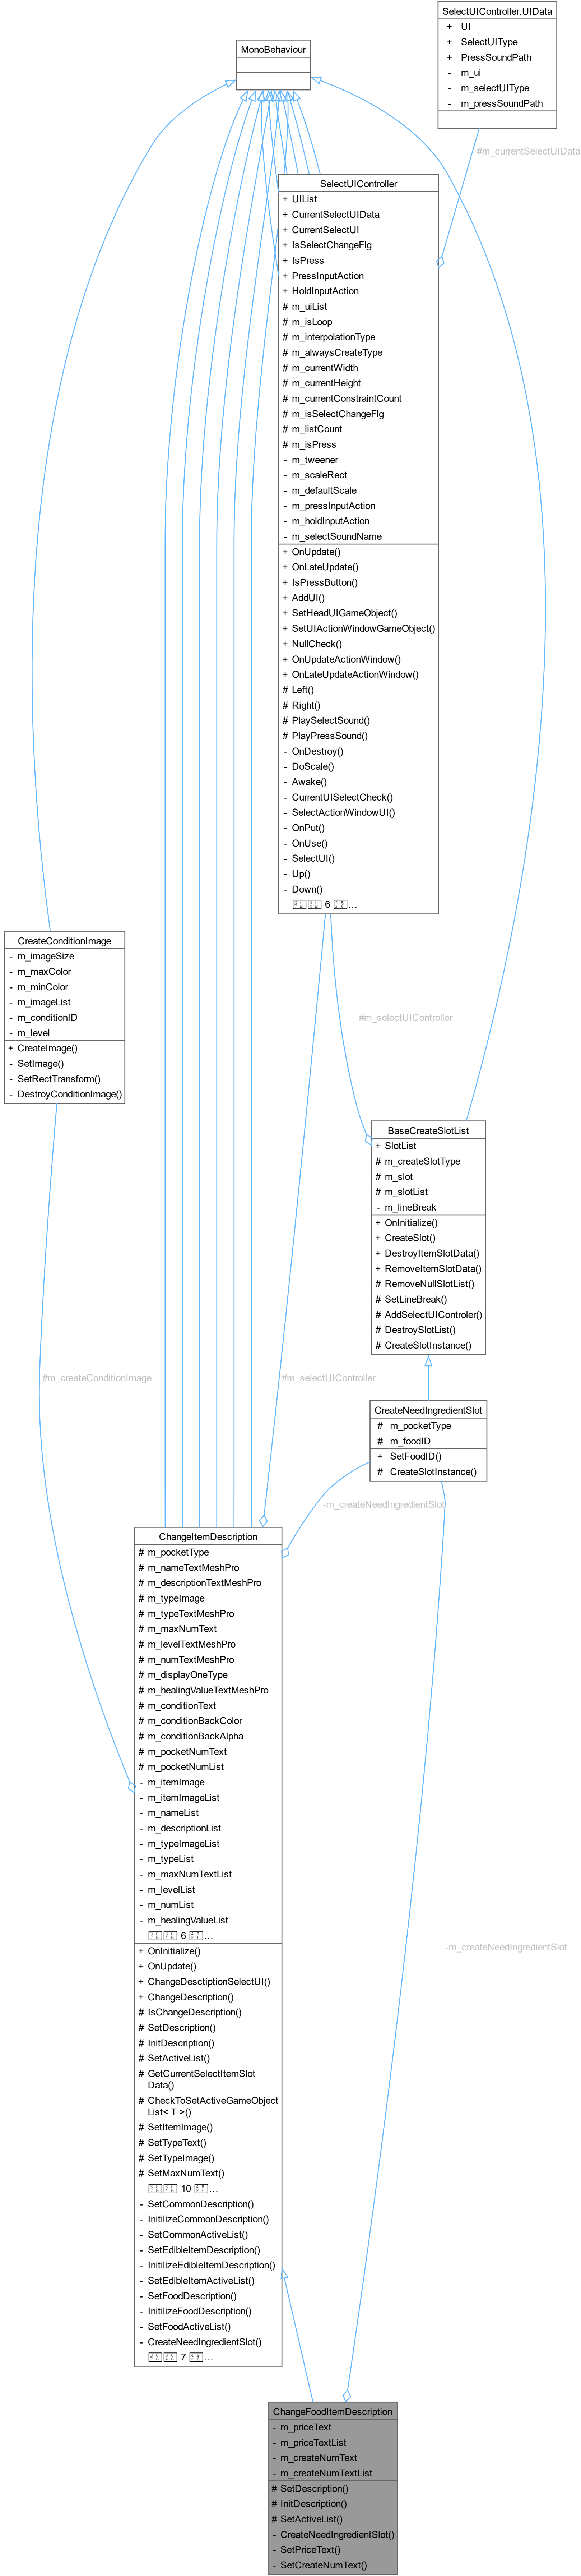 SelectUIController.UIData
+ UI
+ SelectUIType
+ PressSoundPath
- m_ui
- m_selectUIType
- m_pressSoundPath
MonoBehaviour
#m_currentSelectUIData
SelectUIController
+ UIList
+ CurrentSelectUIData
+ CurrentSelectUI
+ IsSelectChangeFlg
+ IsPress
+ PressInputAction
+ HoldInputAction
# m_uiList
# m_isLoop
# m_interpolationType
# m_alwaysCreateType
# m_currentWidth
# m_currentHeight
# m_currentConstraintCount
# m_isSelectChangeFlg
# m_listCount
# m_isPress
- m_tweener
- m_scaleRect
- m_defaultScale
- m_pressInputAction
- m_holdInputAction
- m_selectSoundName
+ OnUpdate()
+ OnLateUpdate()
+ IsPressButton()
+ AddUI()
+ SetHeadUIGameObject()
+ SetUIActionWindowGameObject()
+ NullCheck()
+ OnUpdateActionWindow()
+ OnLateUpdateActionWindow()
# Left()
# Right()
# PlaySelectSound()
# PlayPressSound()
- OnDestroy()
- DoScale()
- Awake()
- CurrentUISelectCheck()
- SelectActionWindowUI()
- OnPut()
- OnUse()
- SelectUI()
- Up()
- Down()
6 ...
CreateConditionImage
- m_imageSize
- m_maxColor
- m_minColor
- m_imageList
- m_conditionID
- m_level
+ CreateImage()
- SetImage()
- SetRectTransform()
- DestroyConditionImage()
#m_selectUIController
BaseCreateSlotList
+ SlotList
# m_createSlotType
# m_slot
# m_slotList
- m_lineBreak
+ OnInitialize()
+ CreateSlot()
+ DestroyItemSlotData()
+ RemoveItemSlotData()
# RemoveNullSlotList()
# SetLineBreak()
# AddSelectUIControler()
# DestroySlotList()
# CreateSlotInstance()
#m_createConditionImage
#m_selectUIController
CreateNeedIngredientSlot
# m_pocketType
# m_foodID
+ SetFoodID()
# CreateSlotInstance()
-m_createNeedIngredientSlot
ChangeItemDescription
# m_pocketType
# m_nameTextMeshPro
# m_descriptionTextMeshPro
# m_typeImage
# m_typeTextMeshPro
# m_maxNumText
# m_levelTextMeshPro
# m_numTextMeshPro
# m_displayOneType
# m_healingValueTextMeshPro
# m_conditionText
# m_conditionBackColor
# m_conditionBackAlpha
# m_pocketNumText
# m_pocketNumList
- m_itemImage
- m_itemImageList
- m_nameList
- m_descriptionList
- m_typeImageList
- m_typeList
- m_maxNumTextList
- m_levelList
- m_numList
- m_healingValueList
6 ...
+ OnInitialize()
+ OnUpdate()
+ ChangeDesctiptionSelectUI()
+ ChangeDescription()
# IsChangeDescription()
# SetDescription()
# InitDescription()
# SetActiveList()
# GetCurrentSelectItemSlot
Data()
# CheckToSetActiveGameObject
List< T >()
# SetItemImage()
# SetTypeText()
# SetTypeImage()
# SetMaxNumText()
10 ...
- SetCommonDescription()
- InitilizeCommonDescription()
- SetCommonActiveList()
- SetEdibleItemDescription()
- InitilizeEdibleItemDescription()
- SetEdibleItemActiveList()
- SetFoodDescription()
- InitilizeFoodDescription()
- SetFoodActiveList()
- CreateNeedIngredientSlot()
7 ...
-m_createNeedIngredientSlot
ChangeFoodItemDescription
- m_priceText
- m_priceTextList
- m_createNumText
- m_createNumTextList
# SetDescription()
# InitDescription()
# SetActiveList()
- CreateNeedIngredientSlot()
- SetPriceText()
- SetCreateNumText()